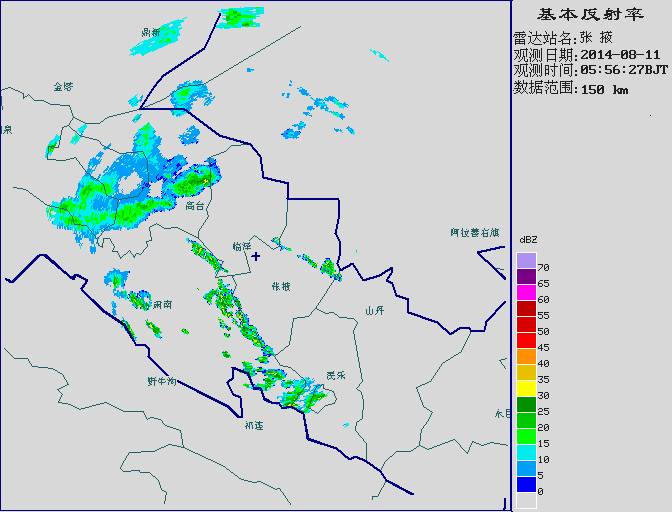 基本反射率
雷达站名:张 掖
观测日期:2014-08-11
观测时间:05:56:27BJT
数据范围:150 km
鼎新
金塔
泉
高台
阿拉善右旗
临泽
张掖
肃南
山丹
民乐
野牛沟
祁连
永昌
dBZ
70
65
60
55
50
45
40
35
30
25
20
15
10
5
0